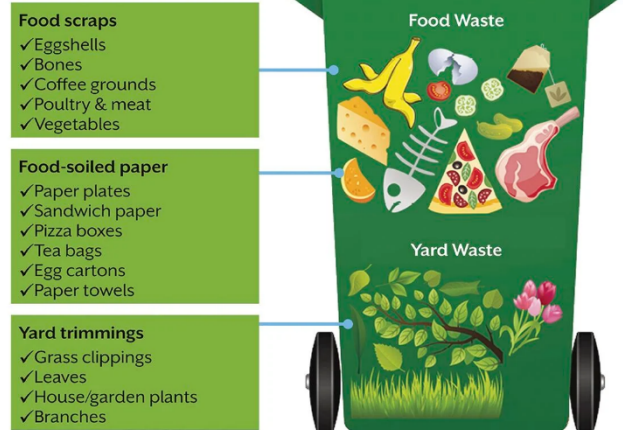 Food scraps
✓Eggshells
✓Bones
✓Coffee grounds
✓Poultry & meat
✓Vegetables
Food-soiled paper
✓Paper plates
✓Sandwich paper
✓Pizza boxes
✓Tea bags
✓Egg cartons
✓Paper towels
Yard trimmings
✓Grass clippings
✓Leaves
✓House/garden plants
✓Branches
Food Waste
Yard Waste